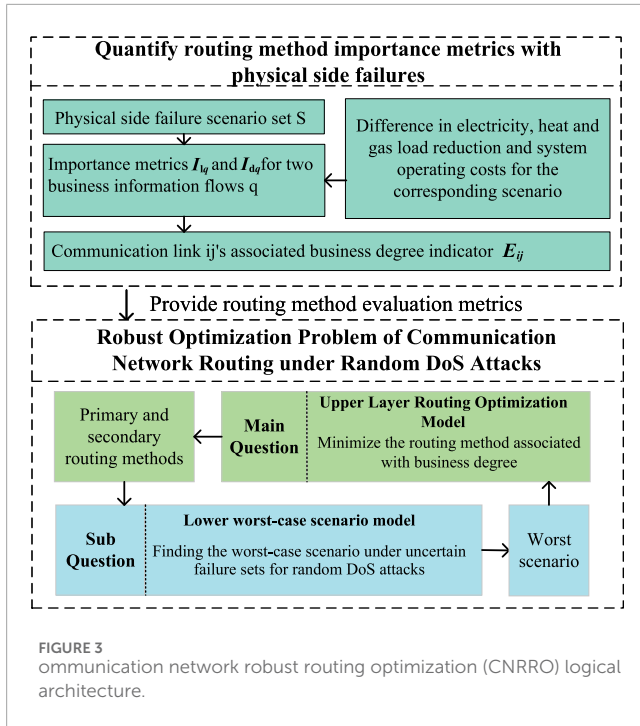 Quantify routing method importance metrics with
physical side failures
Physical side failure scenario set S
Importance metrics I_lq and I_dq for two
business information flows q
Difference in electricity, heat and
gas load reduction and system
operating costs for the
corresponding scenario
Communication link ij's associated business degree indicator E_ij
Provide routing method evaluation metrics
Robust Optimization Problem of Communication
Network Routing under Random DoS Attacks
Primary and
secondary
routing methods
Main
Question
Upper Layer Routing Optimization
Model
Minimize the routing method associated
with business degree
Sub
Question
Lower worst-case scenario model
Finding the worst-case scenario under uncertain
failure sets for random DoS attacks
Worst
scenario
FIGURE 3
ommunication network robust routing optimization (CNRRO) logical
architecture.